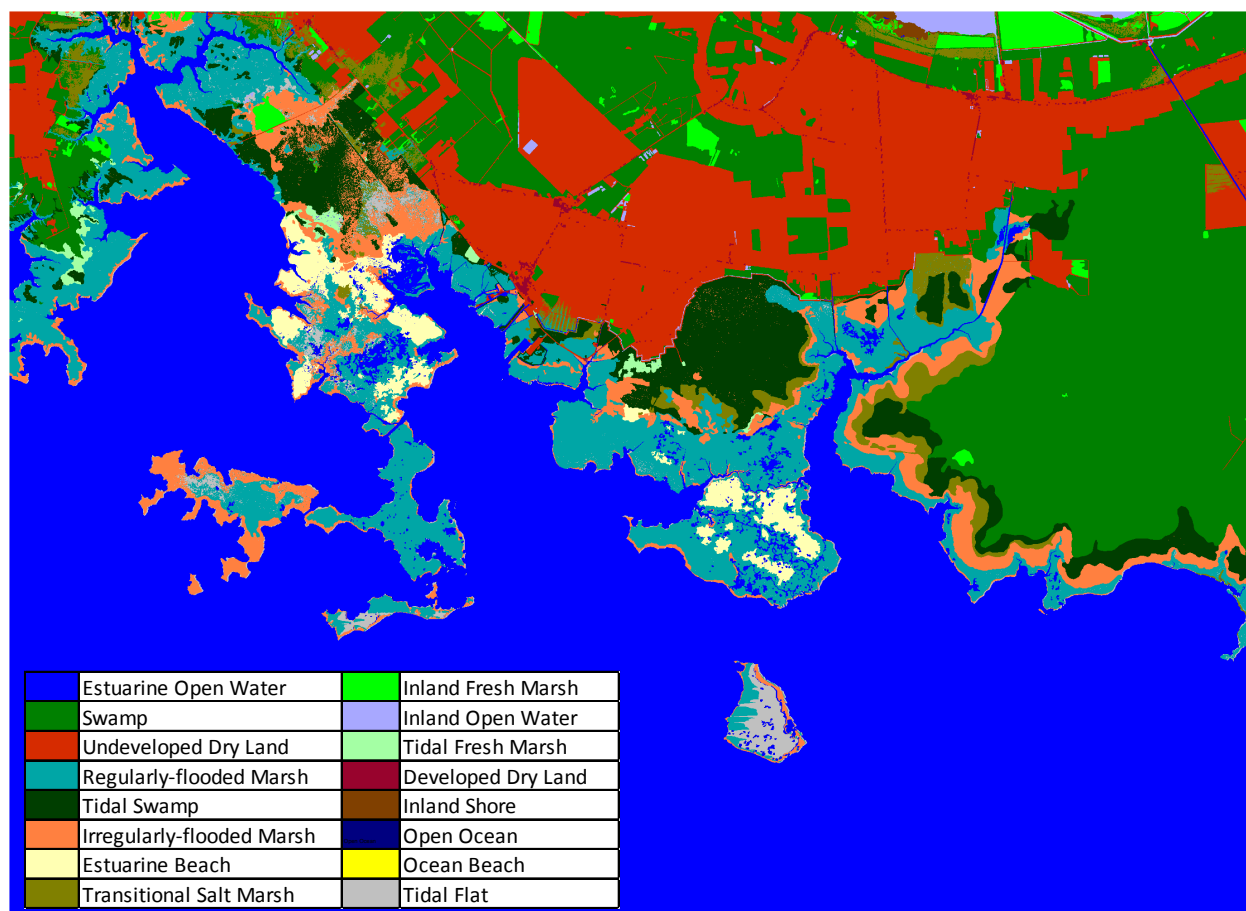 Estuarine Open Water Inland Fresh Marsh
Swamp Inland Open Water
Undeveloped Dry Land Tidal Fresh Marsh
Regularly-flooded Marsh Developed Dry Land
Tidal Swamp Inland Shore
Irregularly-flooded Marsh Open Ocean
Estuarine Beach Ocean Beach
Transitional Salt Marsh Tidal Flat